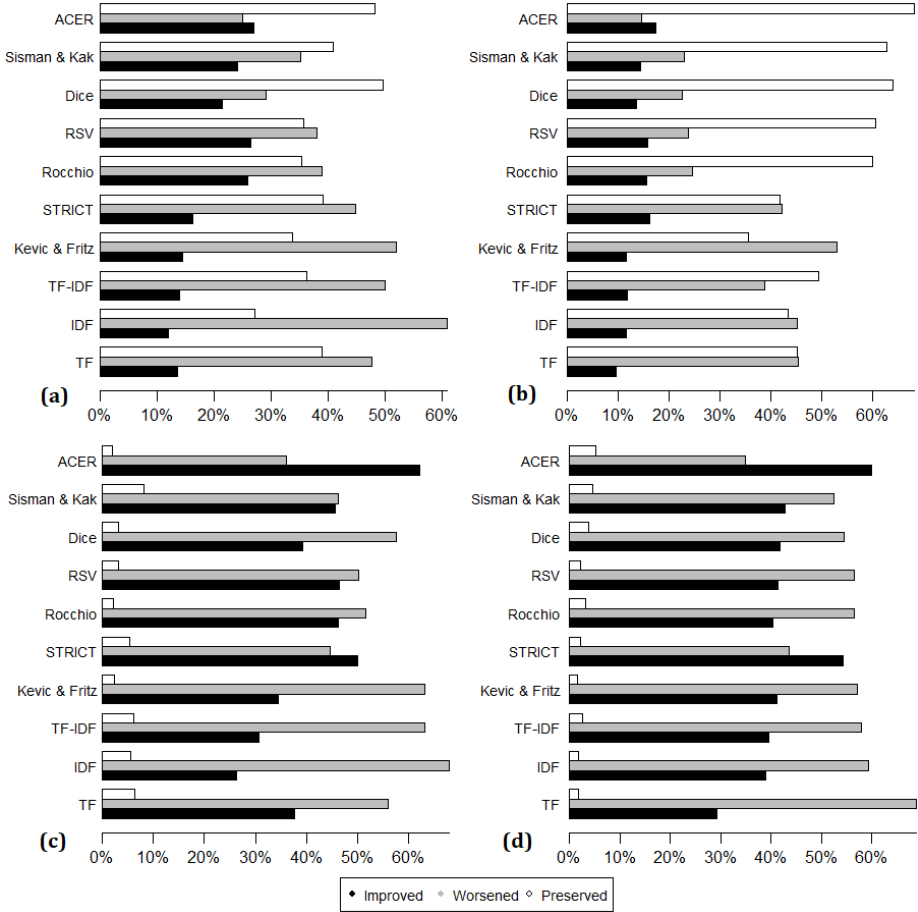 ACER
Sisman & Kak
Dice
RSV
Rocchio
STRICT
Kevic & Fritz
TF-IDF
IDF
TF
(a)
0% 10% 20% 30% 40% 50% 60%
ACER
Sisman & Kak
Dice
RSV
Rocchio
STRICT
Kevic & Fritz
TF-IDF
IDF
TF
(b)
0% 10% 20% 30% 40% 50% 60%
ACER
Sisman & Kak
Dice
RSV
Rocchio
STRICT
Kevic & Fritz
TF-IDF
IDF
TF
(c)
0% 10% 20% 30% 40% 50% 60%
ACER
Sisman & Kak
Dice
RSV
Rocchio
STRICT
Kevic & Fritz
TF-IDF
IDF
TF
(d)
0% 10% 20% 30% 40% 50% 60%
Improved Worsened Preserved